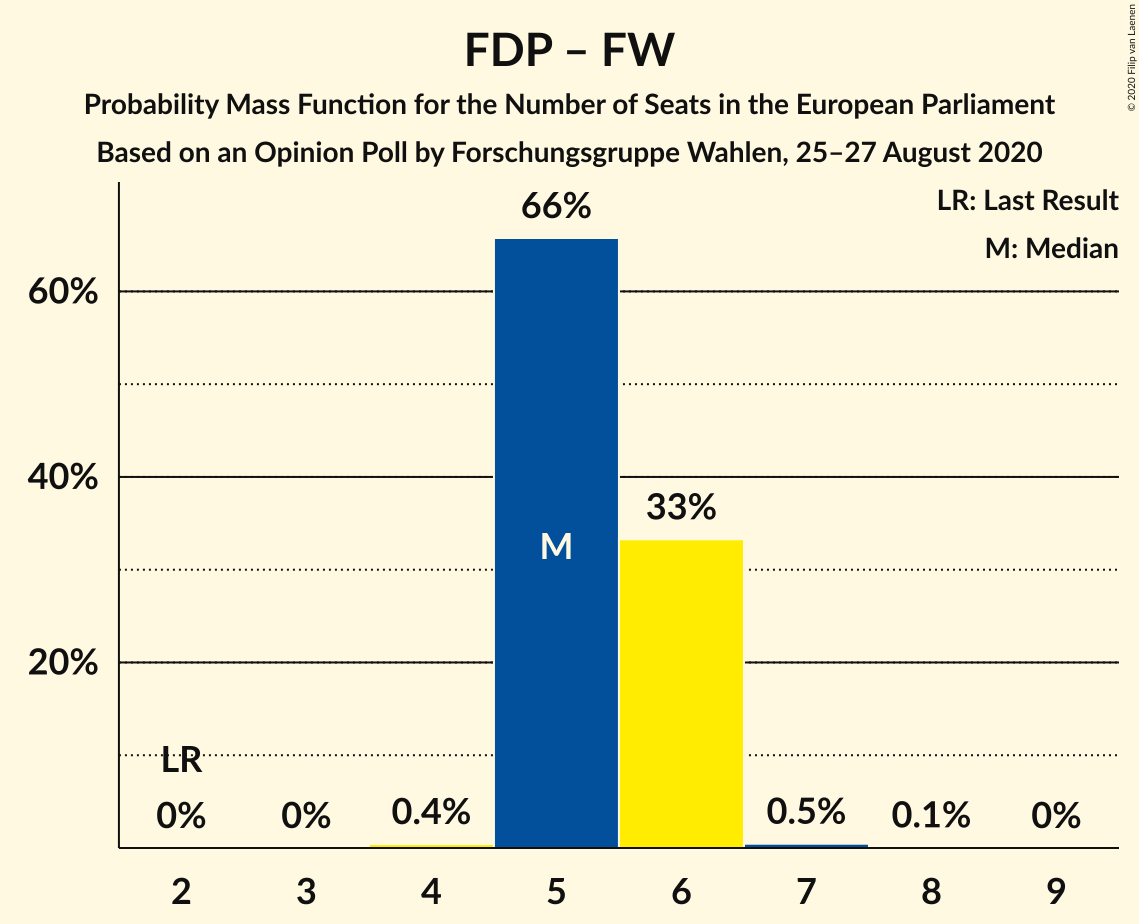 FDP – FW
Probability Mass Function for the Number of Seats in the European Parliament
Based on an Opinion Poll by Forschungsgruppe Wahlen, 25–27 August 2020
© 2020 Filip van Laenen
LR: Last Result
M: Median
66%
60%
40%
33%
M
20%
LR
0% 0% 0.4% 0.5% 0.1% 0%
2 3 4 5 6 7 8 9